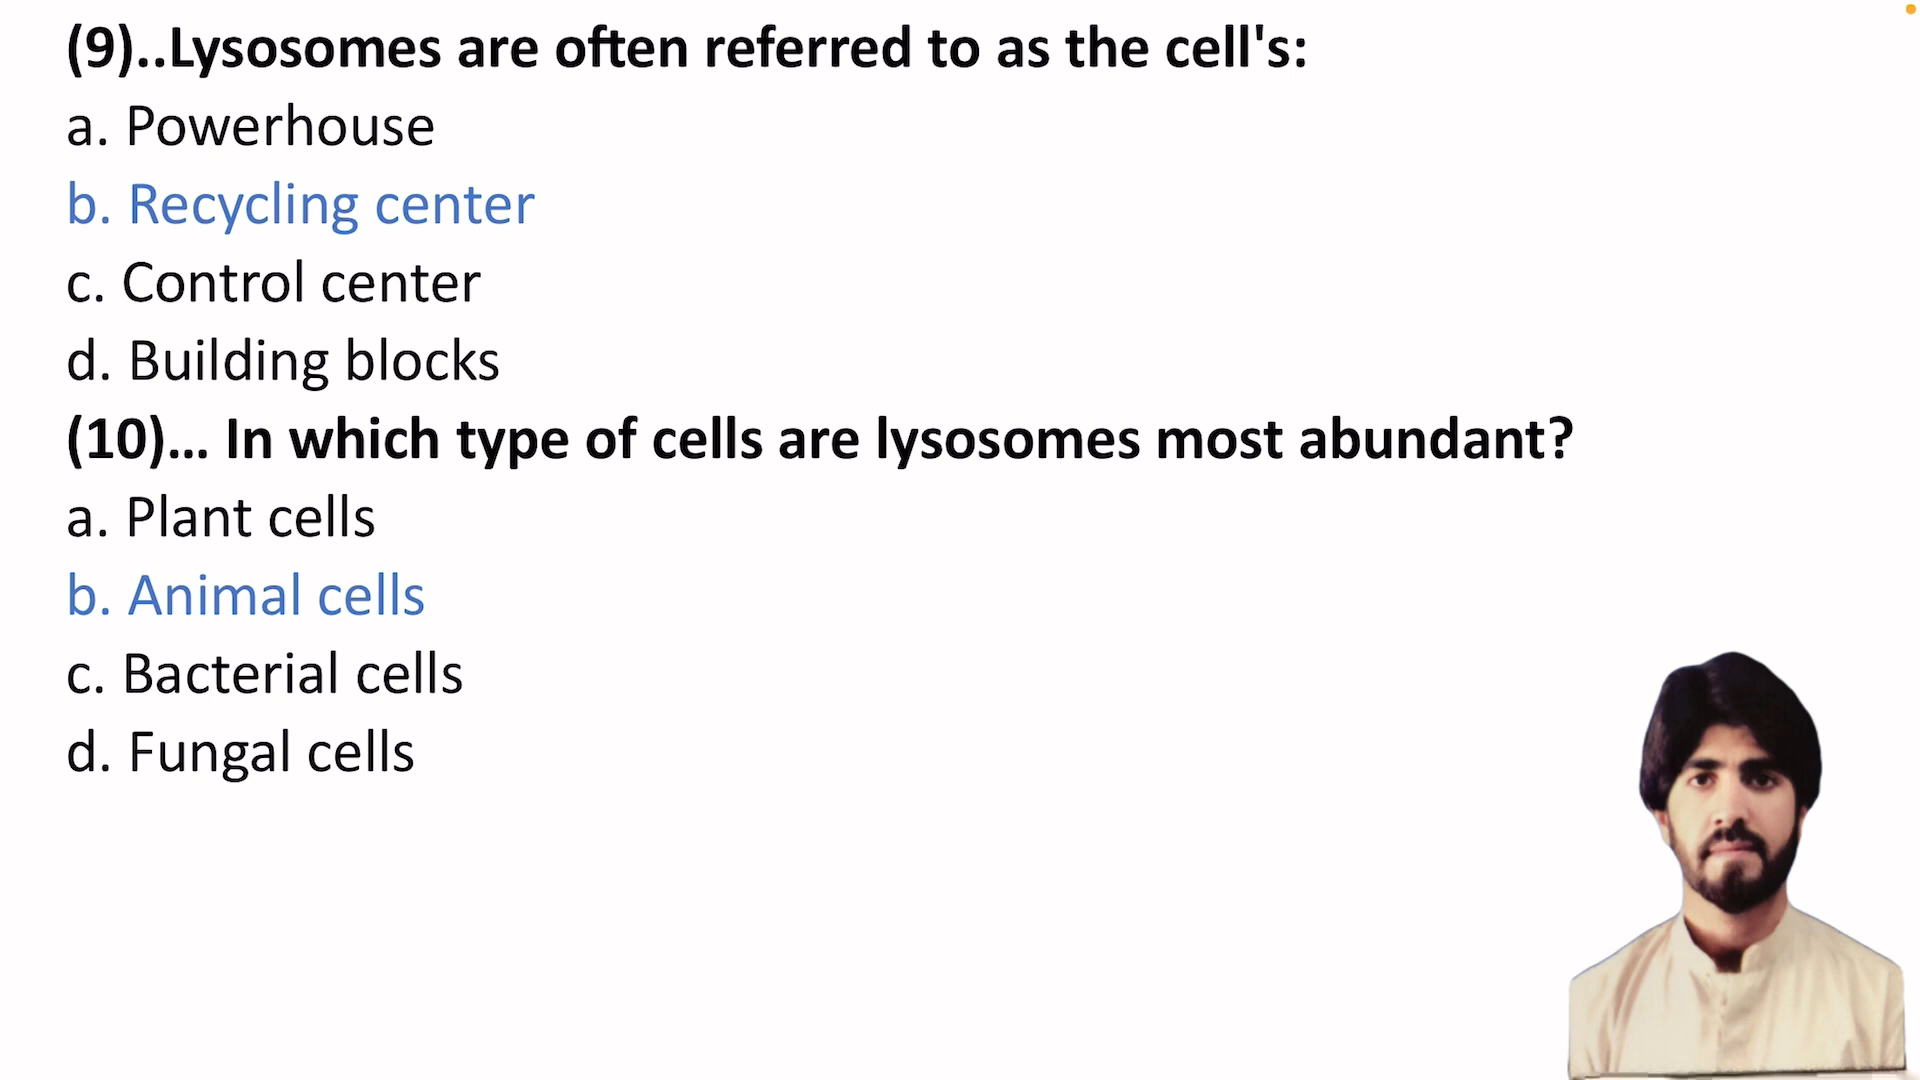 (9)..Lysosomes are often referred to as the cell's:
a. Powerhouse
b. Recycling center
c. Control center
d. Building blocks
(10)... In which type of cells are lysosomes most abundant?
a. Plant cells
b. Animal cells
c. Bacterial cells
d. Fungal cells